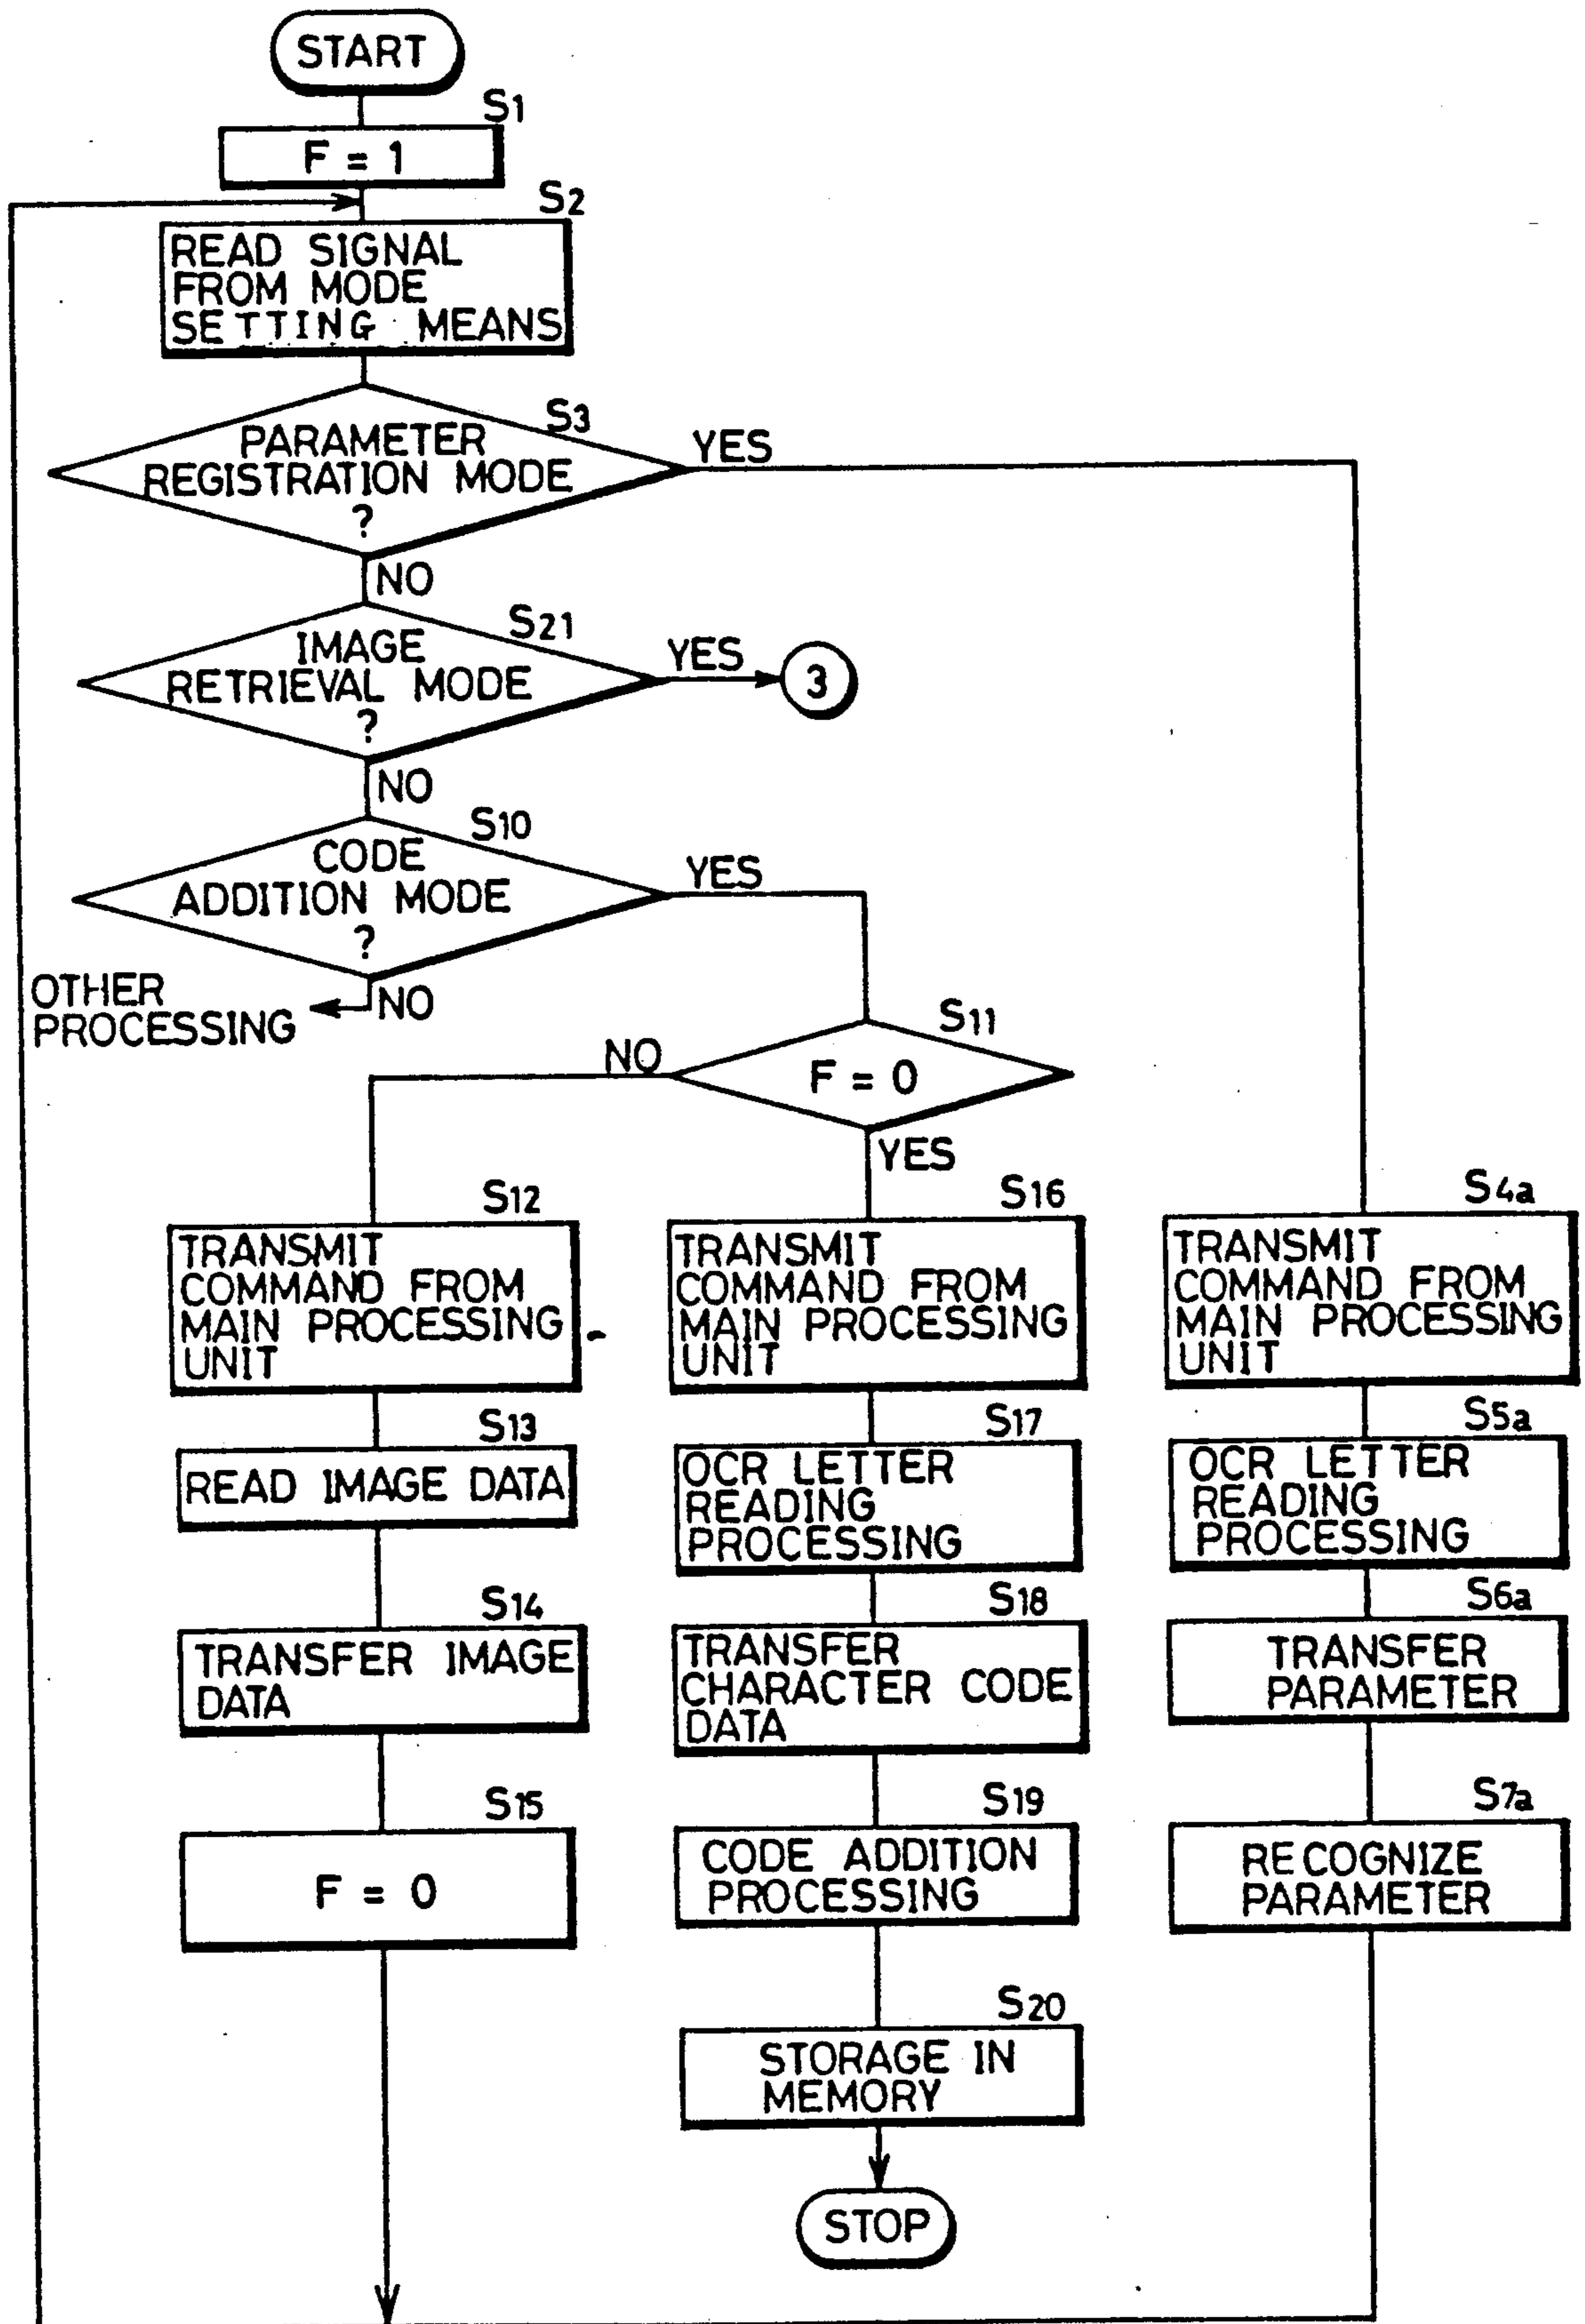 START
S1
F = 1
S2
READ SIGNAL
FROM MODE
SETTING MEANS
S3
PARAMETER
REGISTRATION MODE
?
YES
NO
S21
IMAGE
RETRIEVAL MODE
?
YES
3
NO
S10
CODE
ADDITION MODE
?
YES
NO
OTHER
PROCESSING
S11
F = 0
NO
YES
S12
TRANSMIT
COMMAND FROM
MAIN PROCESSING
UNIT
S13
READ IMAGE DATA
S14
TRANSFER IMAGE
DATA
S15
F = 0
S16
TRANSMIT
COMMAND FROM
MAIN PROCESSING
UNIT
S17
OCR LETTER
READING
PROCESSING
S18
TRANSFER
CHARACTER CODE
DATA
S19
CODE ADDITION
PROCESSING
S20
STORAGE IN
MEMORY
STOP
S4a
TRANSMIT
COMMAND FROM
MAIN PROCESSING
UNIT
S5a
OCR LETTER
READING
PROCESSING
S6a
TRANSFER
PARAMETER
S7a
RECOGNIZE
PARAMETER